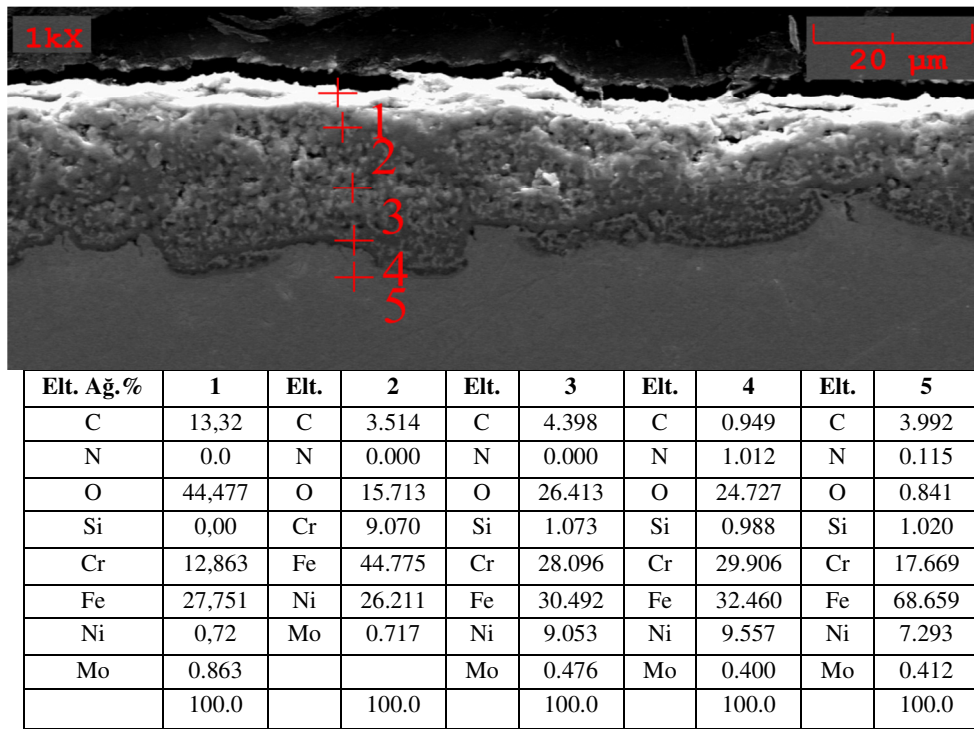 1kX
20 µm
1
2
3
4
5
Elt. Ağ.% 1 Elt. 2 Elt. 3 Elt. 4 Elt. 5
C 13,32 C 3.514 C 4.398 C 0.949 C 3.992
N 0.0 N 0.000 N 0.000 N 1.012 N 0.115
O 44,477 O 15.713 O 26.413 O 24.727 O 0.841
Si 0,00 Cr 9.070 Si 1.073 Si 0.988 Si 1.020
Cr 12,863 Fe 44.775 Cr 28.096 Cr 29.906 Cr 17.669
Fe 27,751 Ni 26.211 Fe 30.492 Fe 32.460 Fe 68.659
Ni 0,72 Mo 0.717 Ni 9.053 Ni 9.557 Ni 7.293
Mo 0.863 Mo 0.476 Mo 0.400 Mo 0.412
100.0 100.0 100.0 100.0 100.0